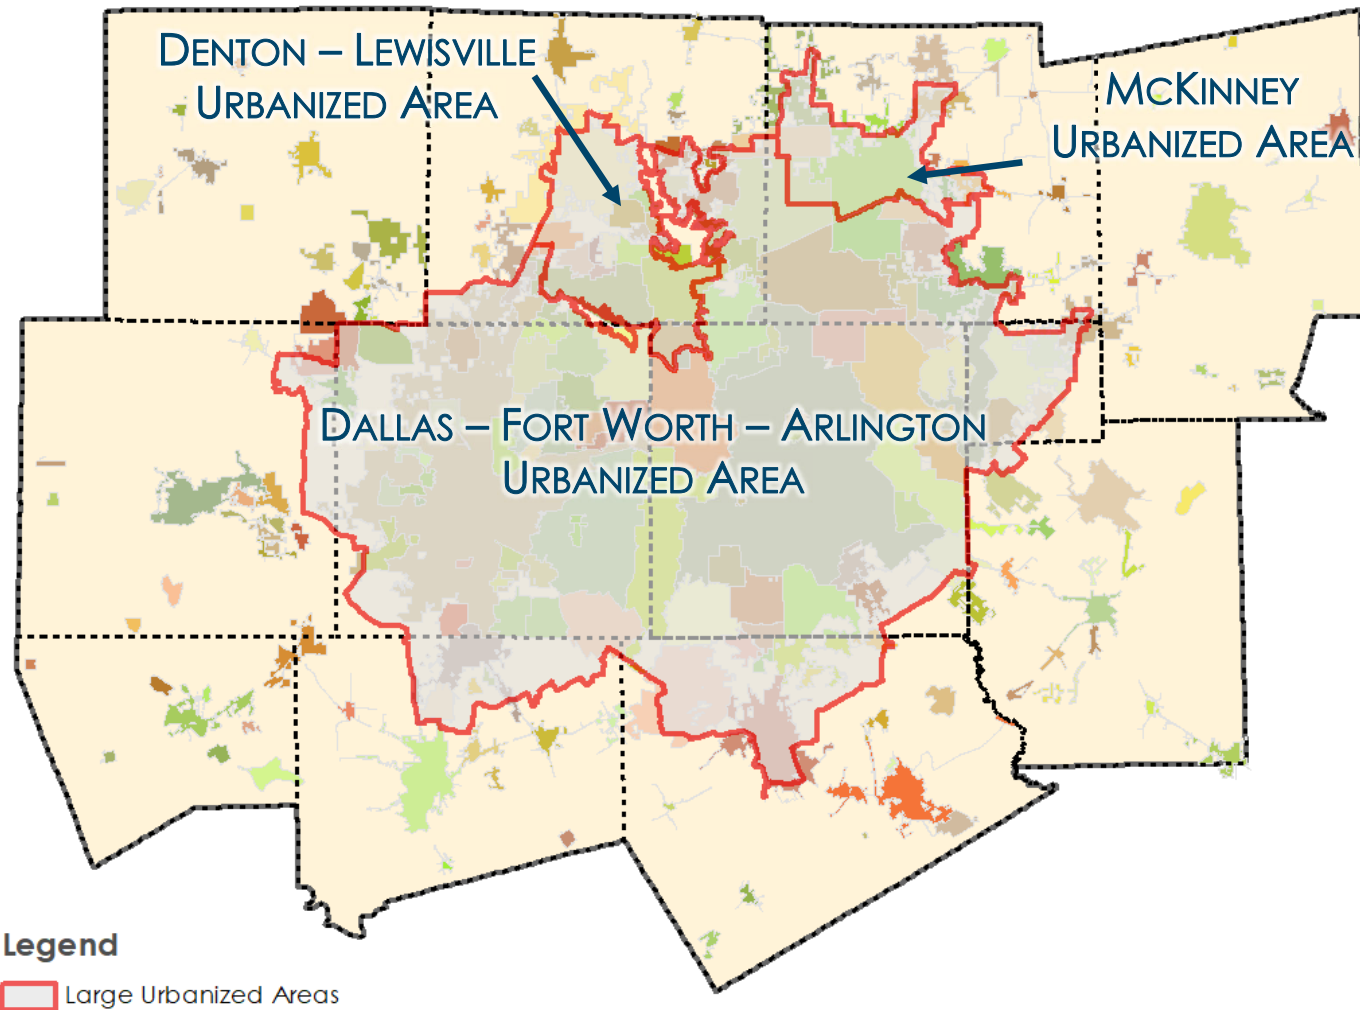 DENTON – LEWISVILLE
URBANIZED AREA
MCKINNEY
URBANIZED AREA
DALLAS – FORT WORTH – ARLINGTON
URBANIZED AREA
Legend
Large Urbanized Areas